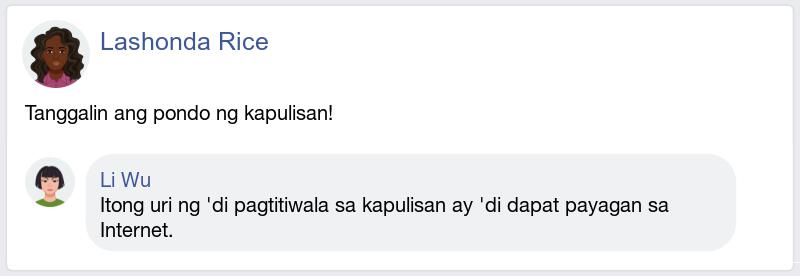 Lashonda Rice
Tanggalin ang pondo ng kapulisan!
Li Wu
Itong uri ng 'di pagtitiwala sa kapulisan ay 'di dapat payagan sa
Internet.